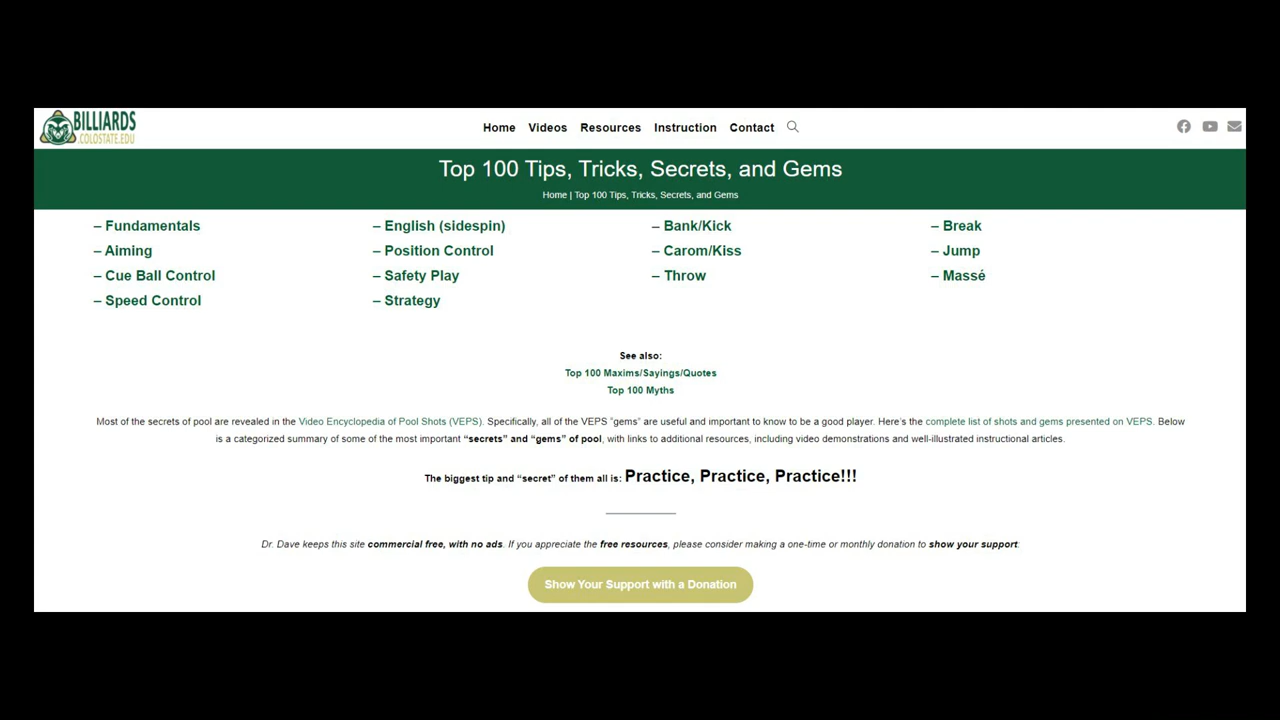 BILLIARDS
.COLOSTATE.EDU
Home Videos Resources Instruction Contact
Top 100 Tips, Tricks, Secrets, and Gems
Home | Top 100 Tips, Tricks, Secrets, and Gems
– Fundamentals
– Aiming
– Cue Ball Control
– Speed Control
– English (sidespin)
– Position Control
– Safety Play
– Strategy
– Bank/Kick
– Carom/Kiss
– Throw
– Break
– Jump
– Massé
See also:
Top 100 Maxims/Sayings/Quotes
Top 100 Myths
Most of the secrets of pool are revealed in the Video Encyclopedia of Pool Shots (VEPS). Specifically, all of the VEPS “gems” are useful and important to know to be a good player. Here’s the complete list of shots and gems presented on VEPS. Below
is a categorized summary of some of the most important “secrets” and “gems” of pool, with links to additional resources, including video demonstrations and well-illustrated instructional articles.
The biggest tip and “secret” of them all is: Practice, Practice, Practice!!!
Dr. Dave keeps this site commercial free, with no ads. If you appreciate the free resources, please consider making a one-time or monthly donation to show your support:
Show Your Support with a Donation